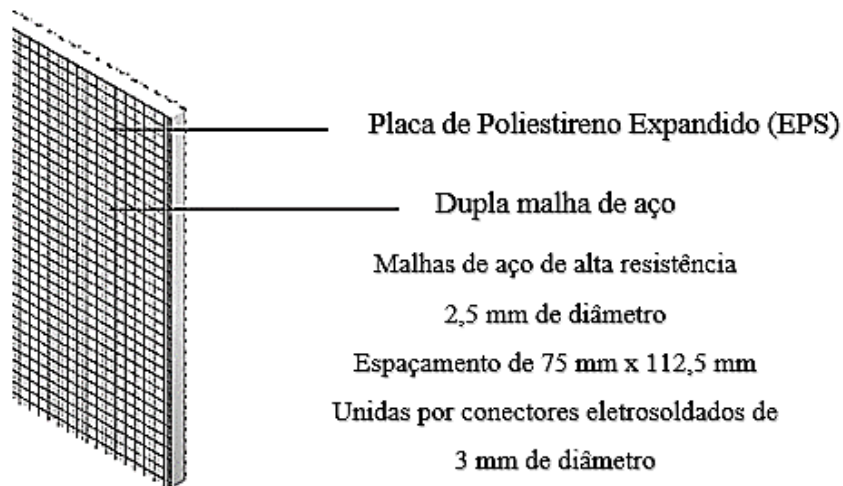 Placa de Poliestireno Expandido (EPS)
Dupla malha de aço
Malhas de aço de alta resistência
2,5 mm de diâmetro
Espaçamento de 75 mm x 112,5 mm
Unidas por conectores eletrosoldados de
3 mm de diâmetro